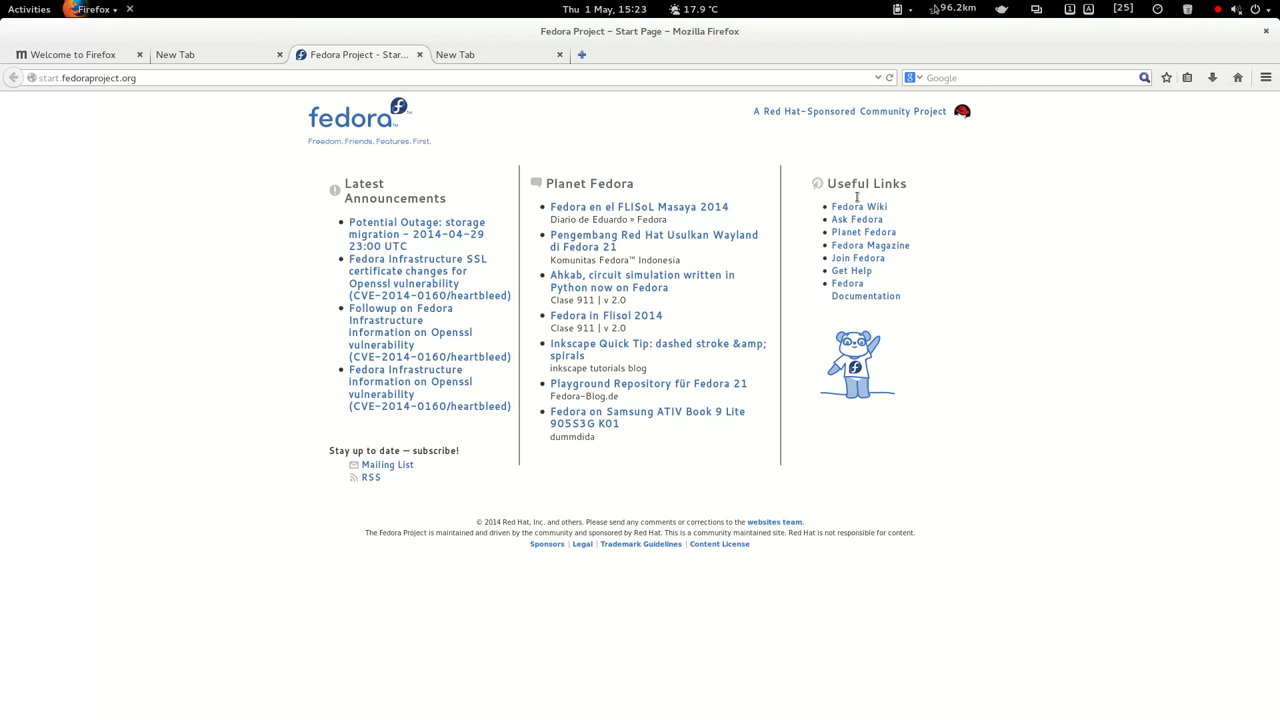 Activities
Firefox
Thu 1 May, 15:23
17.9 °C
96.2km
1
A
[25]
Fedora Project – Start Page – Mozilla Firefox
Welcome to Firefox
New Tab
Fedora Project - Star...
New Tab
start.fedoraproject.org
Google
fedora
Freedom. Friends. Features. First.
A Red Hat-Sponsored Community Project
Latest
Announcements
Potential Outage: storage
migration - 2014-04-29
23:00 UTC
Fedora Infrastructure SSL
certificate changes for
Openssl vulnerability
(CVE-2014-0160/heartbleed)
Followup on Fedora
Infrastructure
information on Openssl
vulnerability
(CVE-2014-0160/heartbleed)
Fedora Infrastructure
information on Openssl
vulnerability
(CVE-2014-0160/heartbleed)
Stay up to date — subscribe!
Mailing List
RSS
Planet Fedora
Fedora en el FLISoL Masaya 2014
Diario de Eduardo » Fedora
Pengembang Red Hat Usulkan Wayland
di Fedora 21
Komunitas Fedora™ Indonesia
Ahkab, circuit simulation written in
Python now on Fedora
Clase 911 | v 2.0
Fedora in Flisol 2014
Clase 911 | v 2.0
Inkscape Quick Tip: dashed stroke &amp;
spirals
inkscape tutorials blog
Playground Repository für Fedora 21
Fedora-Blog.de
Fedora on Samsung ATIV Book 9 Lite
905S3G K01
dummdida
Useful Links
Fedora Wiki
Ask Fedora
Planet Fedora
Fedora Magazine
Join Fedora
Get Help
Fedora
Documentation
© 2014 Red Hat, Inc. and others. Please send any comments or corrections to the websites team.
The Fedora Project is maintained and driven by the community and sponsored by Red Hat. This is a community maintained site. Red Hat is not responsible for content.
Sponsors | Legal | Trademark Guidelines | Content License